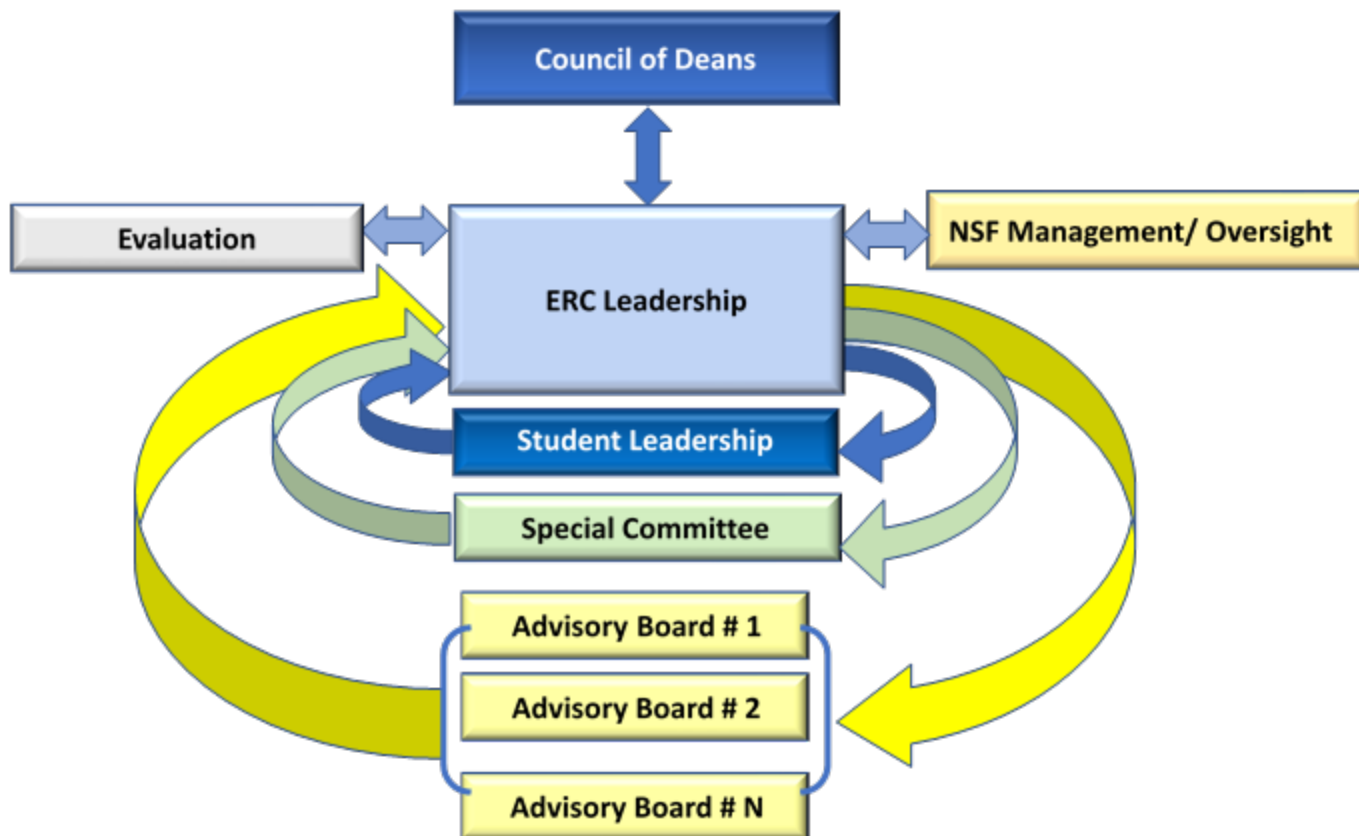 Council of Deans
Evaluation
NSF Management/ Oversight
ERC Leadership
Student Leadership
Special Committee
Advisory Board # 1
Advisory Board # 2
Advisory Board # N